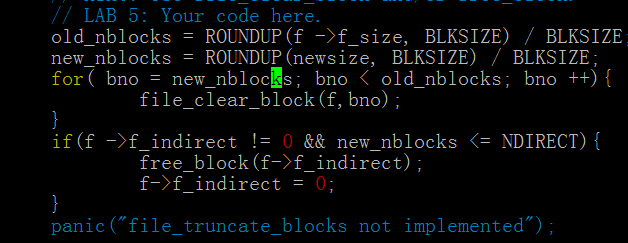 // LAB 5: Your code here.
old_nblocks = ROUNDUP(f ->f_size, BLKSIZE) / BLKSIZE;
new_nblocks = ROUNDUP(newsize, BLKSIZE) / BLKSIZE;
for( bno = new_nblocks; bno < old_nblocks; bno ++){
file_clear_block(f,bno);
}
if(f ->f_indirect != 0 && new_nblocks <= NDIRECT){
free_block(f->f_indirect);
f->f_indirect = 0;
}
panic("file_truncate_blocks not implemented");